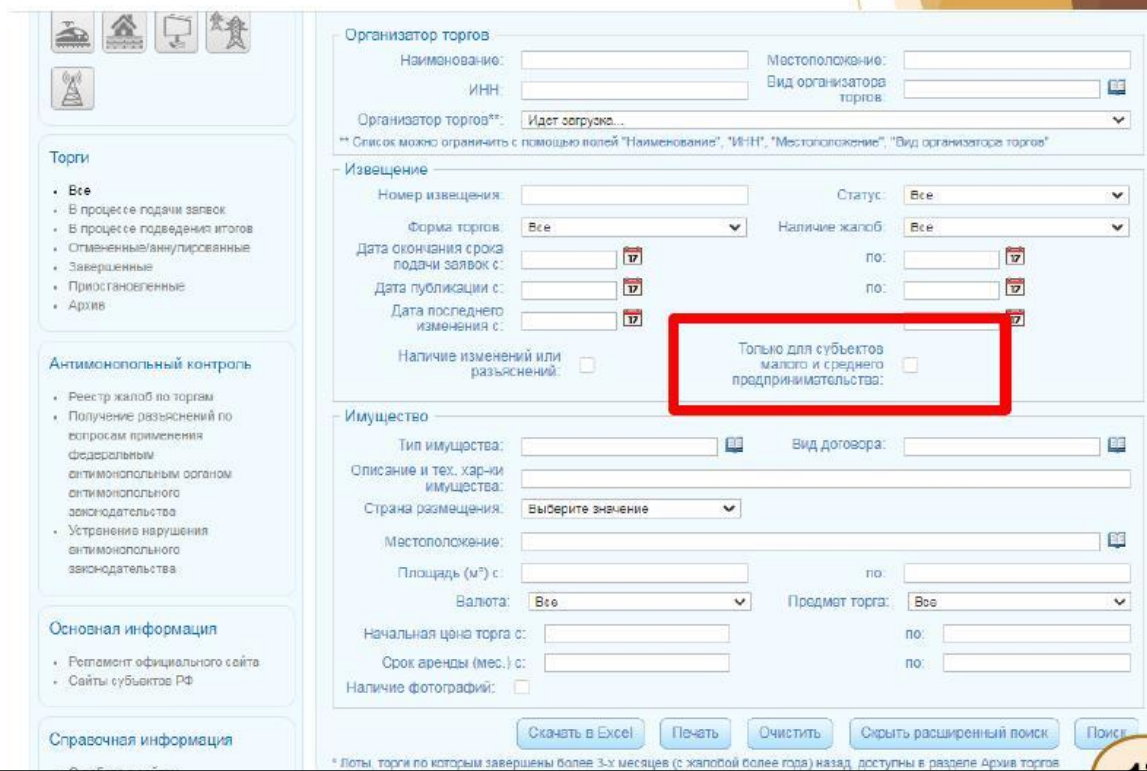 Торги
Все
В процессе подачи заявок
В процессе подведения итогов
Отмененные/аннулированные
Завершенные
Приостановленные
Архив
Антимонопольный контроль
Реестр жалоб по торгам
Получение разъяснений по
вопросам применения
федеральным
антимонопольным органом
антимонопольного
законодательства
Устранение нарушения
антимонопольного
законодательства
Основная информация
Регламент официального сайта
Сайты субъектов РФ
Справочная информация
Организатор торгов
Наименование: Местоположение:
ИНН: Вид организатора
торгов:
Организатор торгов**: Идет загрузка...
** Список можно ограничить с помощью полей "Наименование", "ИНН", "Местоположение", "Вид организатора торгов"
Извещение
Номер извещения: Статус: Все
Форма торгов: Все Наличие жалоб: Все
Дата окончания срока
подачи заявок с: 17 по: 17
Дата публикации с: 17 по: 17
Дата последнего
изменения с: 17 17
Наличие изменений или
разъяснений:
Только для субъектов
малого и среднего
предпринимательства:
Имущество
Тип имущества: Вид договора:
Описание и тех. хар-ки
имущества:
Страна размещения: Выберите значение
Местоположение:
Площадь (м²) с: по:
Валюта: Все Предмет торга: Все
Начальная цена торга с: по:
Срок аренды (мес.) с: по:
Наличие фотографий:
Скачать в Excel Печать Очистить Скрыть расширенный поиск Поиск
* Лоты, торги по которым завершены более 3-х месяцев (с жалобой более года) назад, доступны в разделе Архив торгов